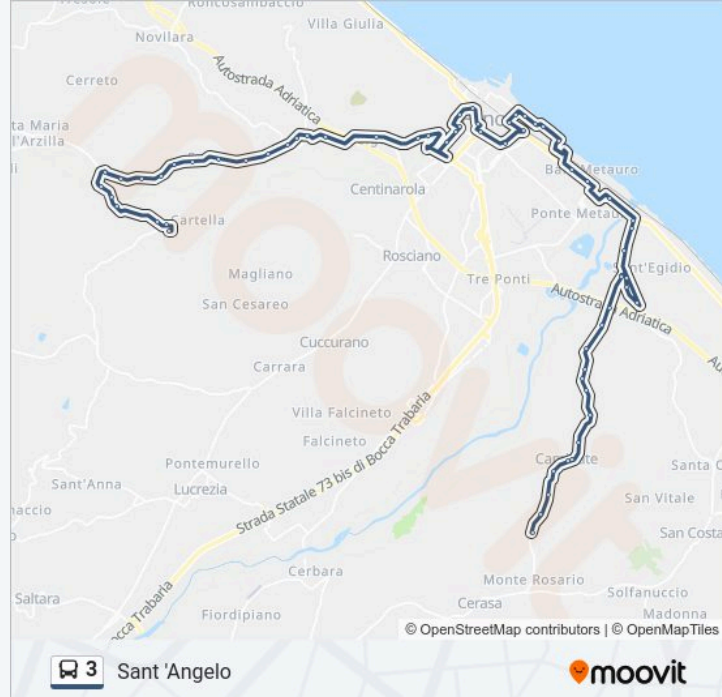 Roncosambaccio
Villa Giulia
Novilara
Cerreto
Autostrada Adriatica
Santa Maria
l'Arzilla
Centinarola
Ponte Metauro
Cartella
Rosciano
Sant'Egidio
Magliano
Tre Ponti
San Cesareo
Autostrada Adriatica
Cuccurano
Carrara
Villa Falcineto
Falcineto
Pontemurello
Sant'Anna
Lucrezia
Strada Statale 73 bis di Bocca Trabaria
Santa C
San Vitale
San Costa
Cerbara
Monte Rosario
Saltara
Solfanuccio
Cerasa
Madonna
Fiordipiano
Bocca Trabaria
© OpenStreetMap contributors | © OpenMapTiles
3 Sant 'Angelo
moovit